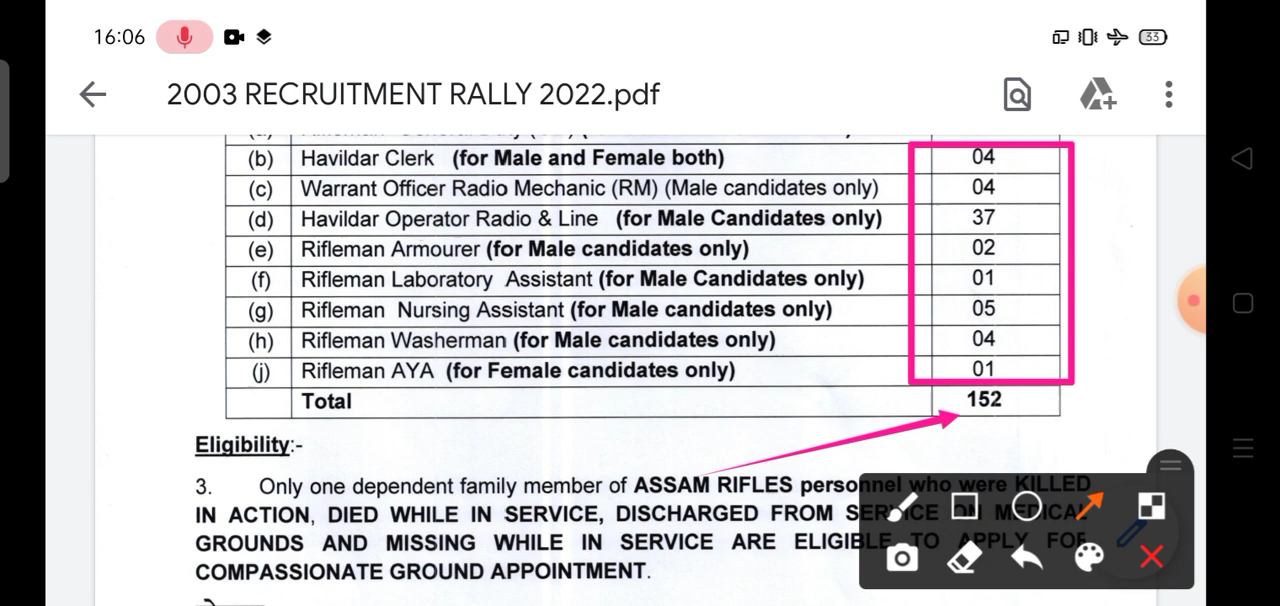 16:06
33
2003 RECRUITMENT RALLY 2022.pdf
(b) Havildar Clerk (for Male and Female both) 04
(c) Warrant Officer Radio Mechanic (RM) (Male candidates only) 04
(d) Havildar Operator Radio & Line (for Male Candidates only) 37
(e) Rifleman Armourer (for Male candidates only) 02
(f) Rifleman Laboratory Assistant (for Male Candidates only) 01
(g) Rifleman Nursing Assistant (for Male candidates only) 05
(h) Rifleman Washerman (for Male candidates only) 04
(j) Rifleman AYA (for Female candidates only) 01
Total 152
Eligibility:-
3. Only one dependent family member of ASSAM RIFLES personnel who were KILLED
IN ACTION, DIED WHILE IN SERVICE, DISCHARGED FROM SERVICE ON MEDICAL
GROUNDS AND MISSING WHILE IN SERVICE ARE ELIGIBLE TO APPLY FOR
COMPASSIONATE GROUND APPOINTMENT.